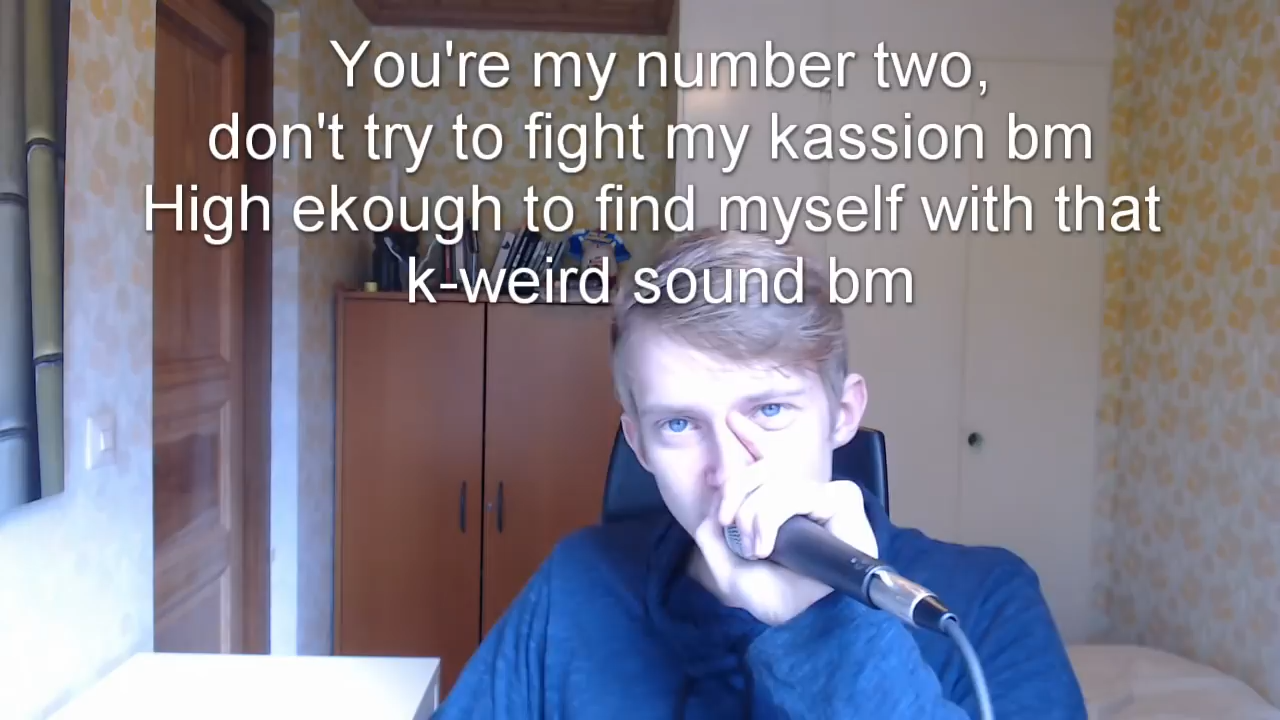 You're my number two,
don't try to fight my kassion bm
High ekough to find myself with that
k-weird sound bm